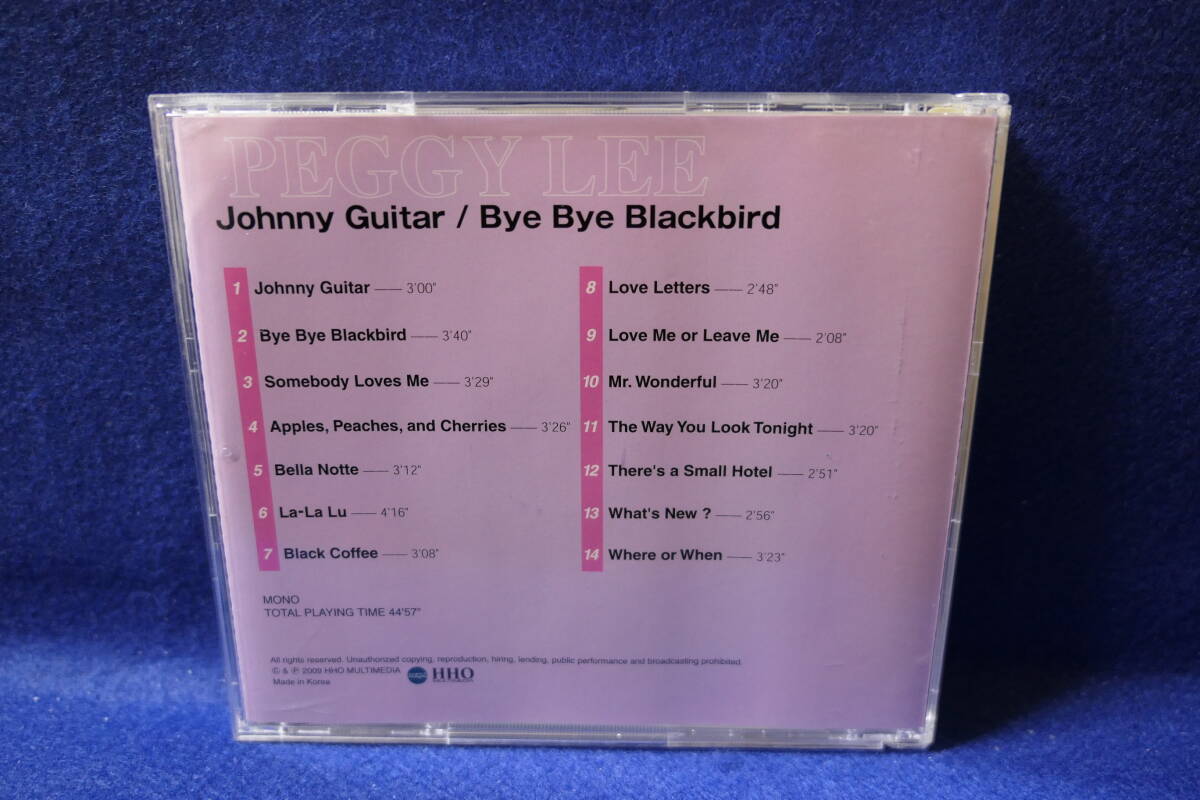 PEGGY LEE
Johnny Guitar / Bye Bye Blackbird
1 Johnny Guitar —— 3'00"
2 Bye Bye Blackbird —— 3'40"
3 Somebody Loves Me —— 3'29"
4 Apples, Peaches, and Cherries —— 3'26"
5 Bella Notte —— 3'12"
6 La-La Lu —— 4'16"
7 Black Coffee —— 3'08"
8 Love Letters —— 2'48"
9 Love Me or Leave Me —— 2'08"
10 Mr. Wonderful —— 3'20"
11 The Way You Look Tonight —— 3'20"
12 There's a Small Hotel —— 2'51"
13 What's New ? —— 2'56"
14 Where or When —— 3'23"
MONO
TOTAL PLAYING TIME 44'57"
All rights reserved. Unauthorized copying, reproduction, hiring, lending, public performance and broadcasting prohibited.
© & ℗ 2009 HHO MULTIMEDIA HHO
Made in Korea